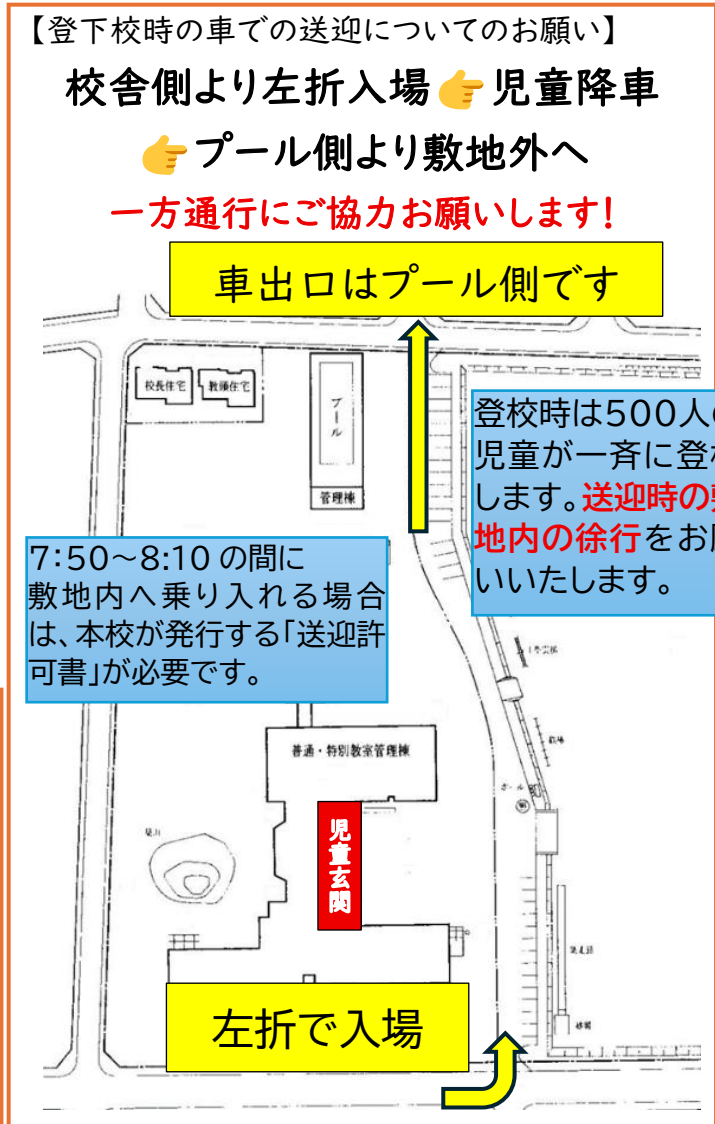 【登下校時の車での送迎についてのお願い】
校舎側より左折入場👉児童降車
👉プール側より敷地外へ
一方通行にご協力お願いします!
車出口はプール側です
校長住宅
教頭住宅
プール
管理棟
登校時は500人
児童が一斉に登
します。送迎時の
地内の徐行をお
いいたします。
7:50～8:10の間に
敷地内へ乗り入れる場合
は、本校が発行する「送迎許
可書」が必要です。
普通・特別教室管理棟
児童玄関
築山
左折で入場